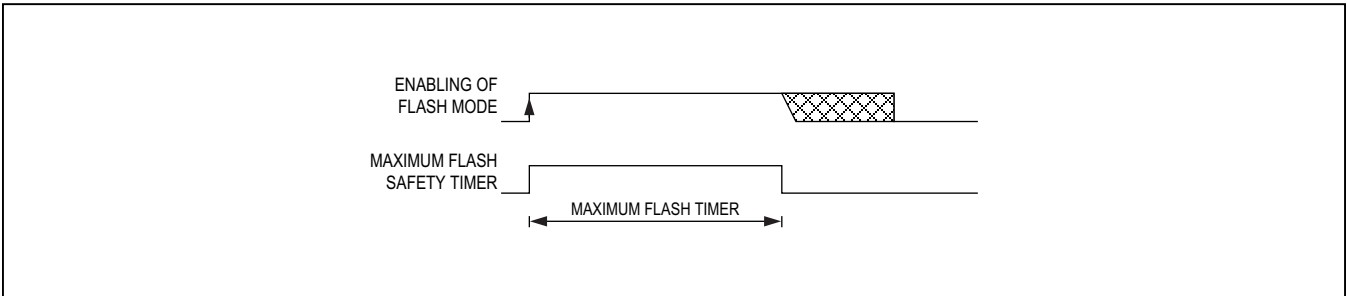 ENABLING OF
FLASH MODE
MAXIMUM FLASH
SAFETY TIMER
MAXIMUM FLASH TIMER